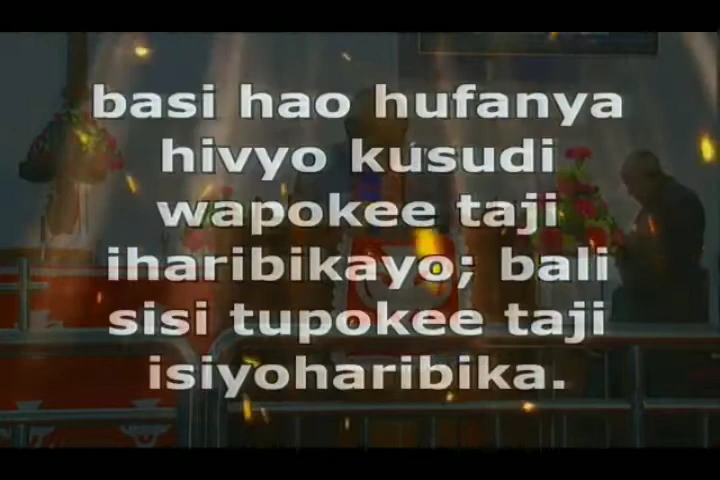 basi hao hufanya
hivyo kusudi
wapokee taji
iharibikayo; bali
sisi tupokee taji
isiyoharibika.